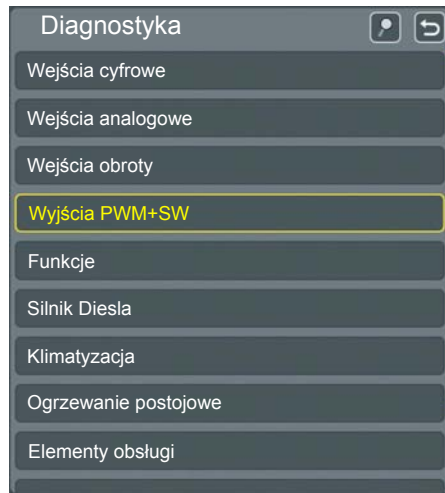 Diagnostyka
Wejścia cyfrowe
Wejścia analogowe
Wejścia obroty
Wyjścia PWM+SW
Funkcje
Silnik Diesla
Klimatyzacja
Ogrzewanie postojowe
Elementy obsługi